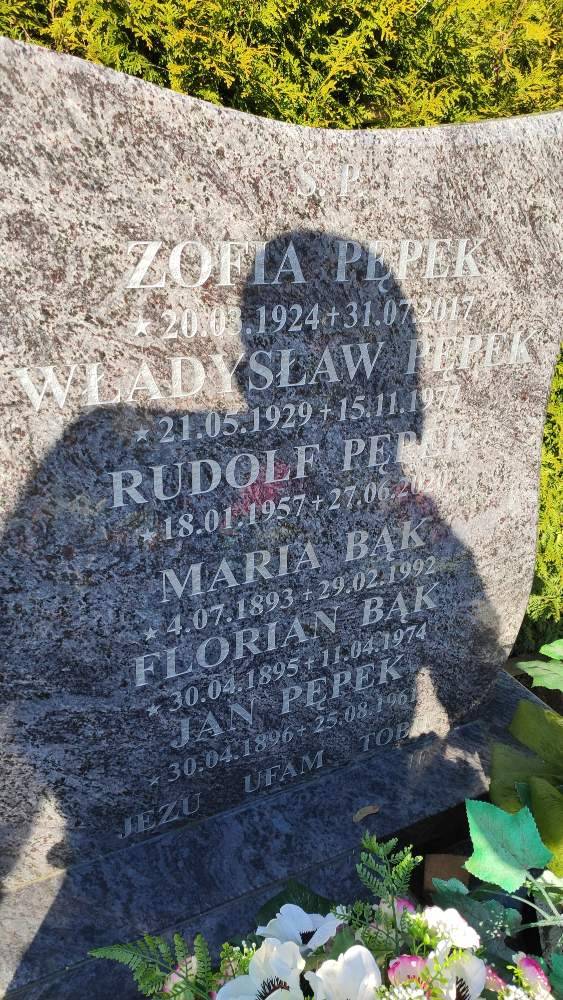 Ś. P.
ZOFIA PĘPEK
★ 20.03.1924 + 31.07.2017
WŁADYSŁAW PĘPEK
★ 21.05.1929 + 15.11.1977
RUDOLF PĘPEK
★ 18.01.1957 + 27.06.2020
MARIA BĄK
★ 4.07.1893 + 29.02.1992
FLORIAN BĄK
★ 30.04.1895 + 11.04.1974
JAN PĘPEK
★ 30.04.1896 +
JEZU UFAM TOBIE